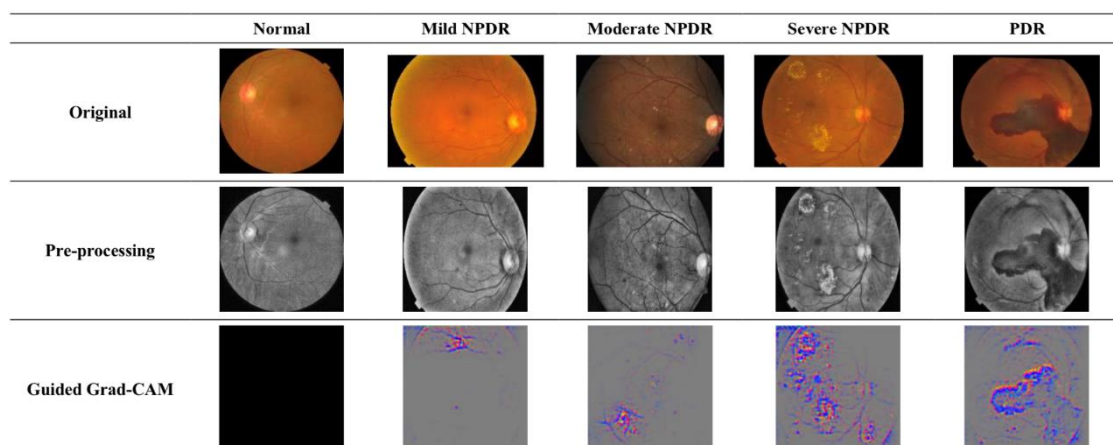 Normal Mild NPDR Moderate NPDR Severe NPDR PDR
Original
Pre-processing
Guided Grad-CAM